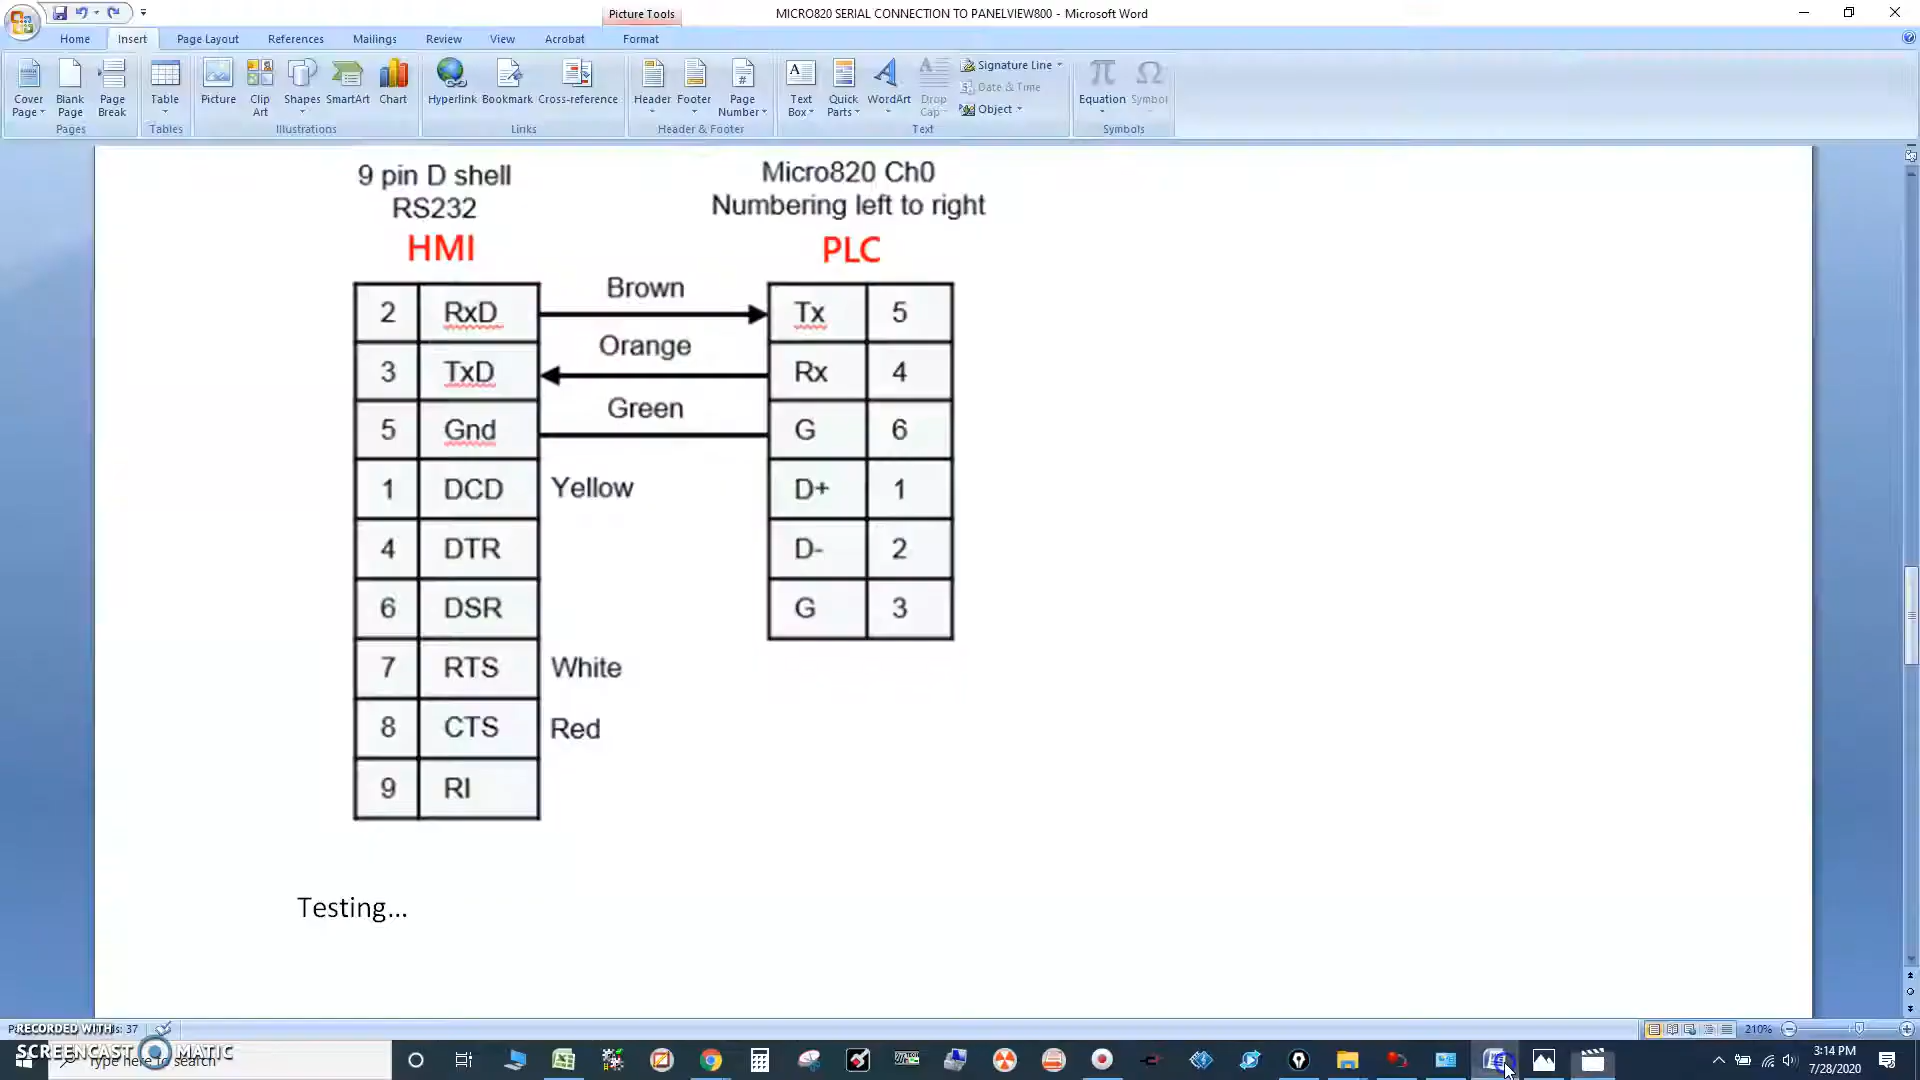 MICRO820 SERIAL CONNECTION TO PANELVIEW800 - Microsoft Word
Picture Tools
Home Insert Page Layout References Mailings Review View Acrobat Format
Cover Page
Blank Page
Page Break
Table
Picture
Clip Art
Shapes
SmartArt
Chart
Hyperlink
Bookmark
Cross-reference
Header
Footer
Page Number
Text Box
Quick Parts
WordArt
Drop Cap
Signature Line
Date & Time
Object
Equation
Symbol
Pages Tables Illustrations Links Header & Footer Text Symbols
9 pin D shell
RS232
HMI
Micro820 Ch0
Numbering left to right
PLC
2 RxD Brown Tx 5
3 TxD Orange Rx 4
5 Gnd Green G 6
1 DCD Yellow D+ 1
4 DTR D- 2
6 DSR G 3
7 RTS White
8 CTS Red
9 RI
Testing...
RECORDED WITH
SCREENCAST MATIC
: 37
210%
Type here to search
3:14 PM
7/28/2020